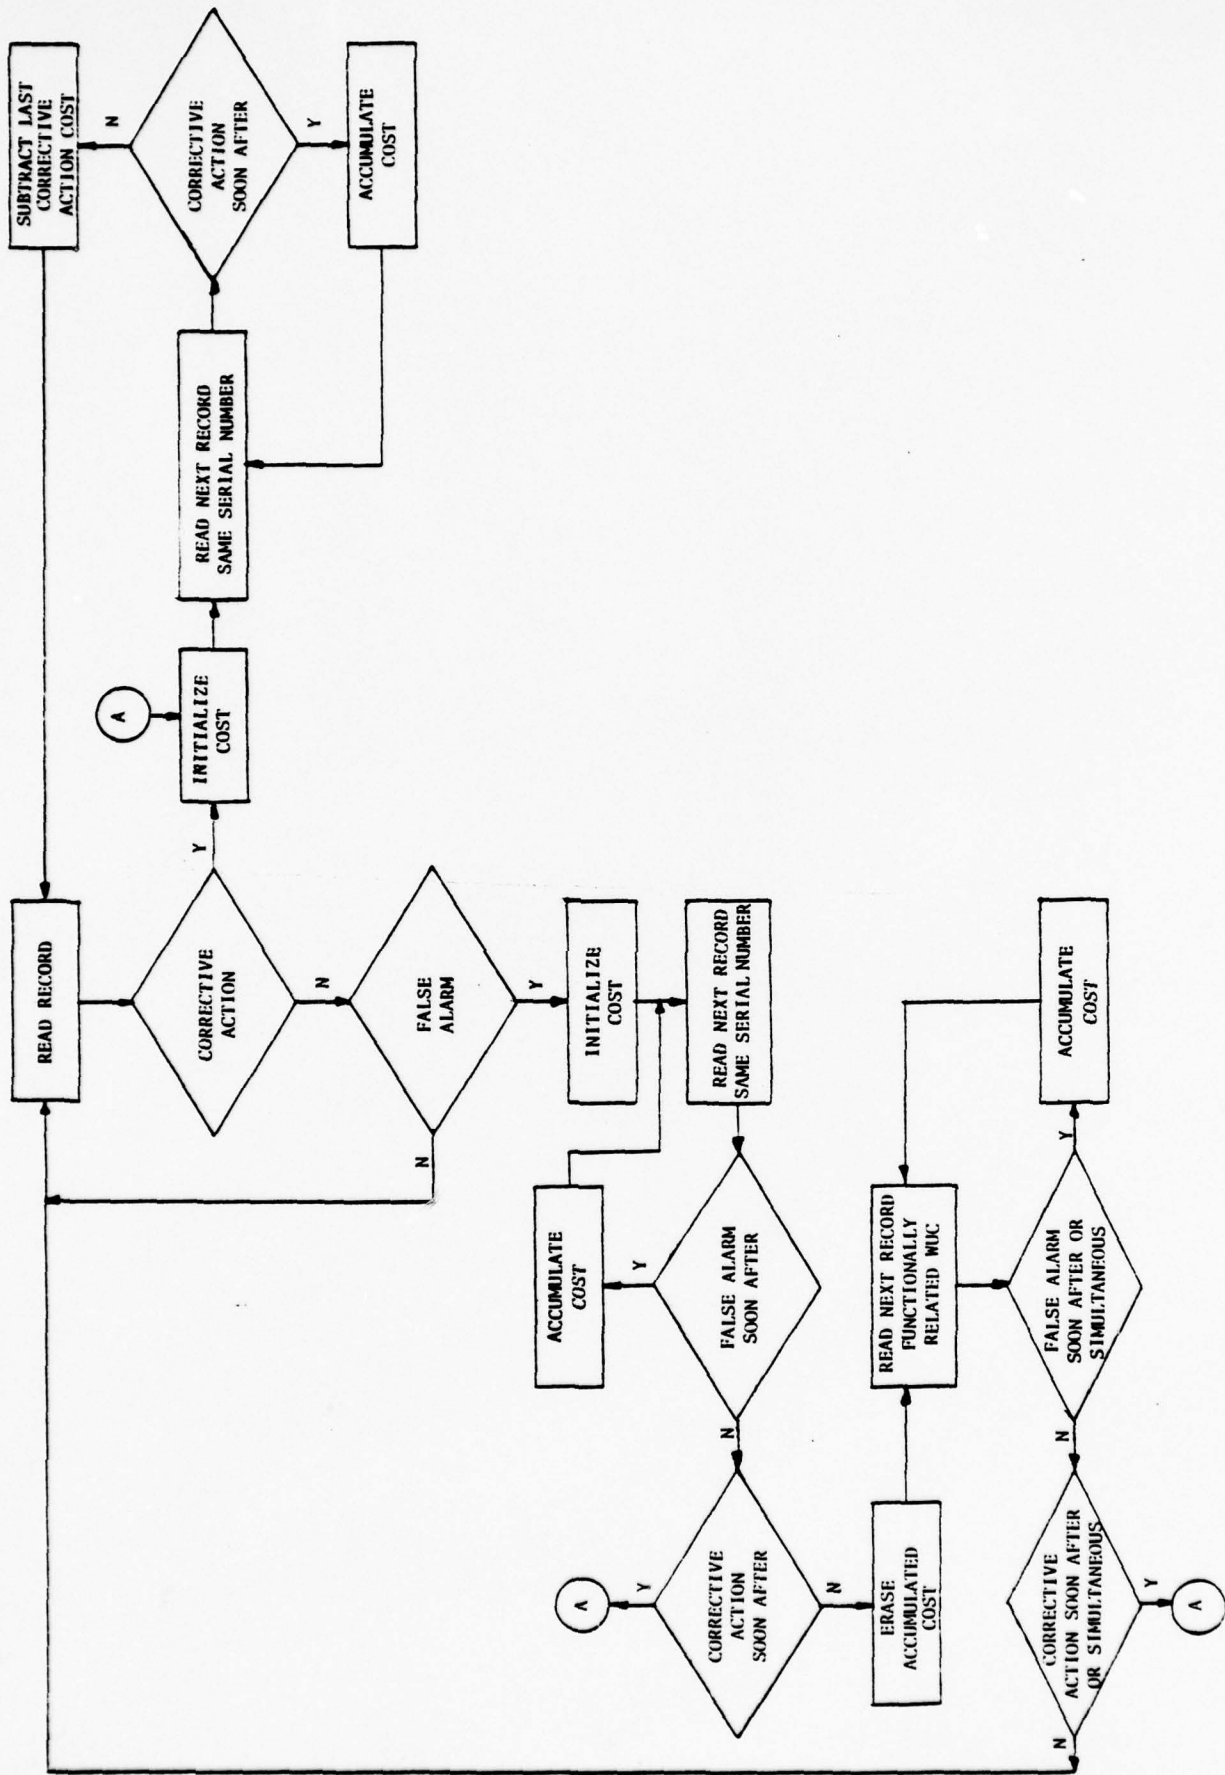 READ RECORD
CORRECTIVE
ACTION
Y
N
INITIALIZE
COST
A
READ NEXT RECORD
SAME SERIAL NUMBER
CORRECTIVE
ACTION
SOON AFTER
N
Y
SUBTRACT LAST
CORRECTIVE
ACTION COST
ACCUMULATE
COST
FALSE
ALARM
N
Y
INITIALIZE
COST
READ NEXT RECORD
SAME SERIAL NUMBER
FALSE ALARM
SOON AFTER
Y
N
ACCUMULATE
COST
CORRECTIVE
ACTION
SOON AFTER
Y
N
A
ERASE
ACCUMULATED
COST
READ NEXT RECORD
FUNCTIONALLY
RELATED WUC
FALSE ALARM
SOON AFTER OR
SIMULTANEOUS
Y
N
ACCUMULATE
COST
CORRECTIVE
ACTION SOON AFTER
OR SIMULTANEOUS
N
Y
A